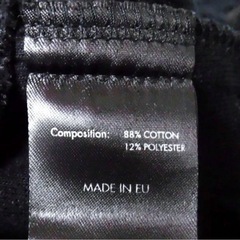 Composition: 88% COTTON
12% POLYESTER
MADE IN EU